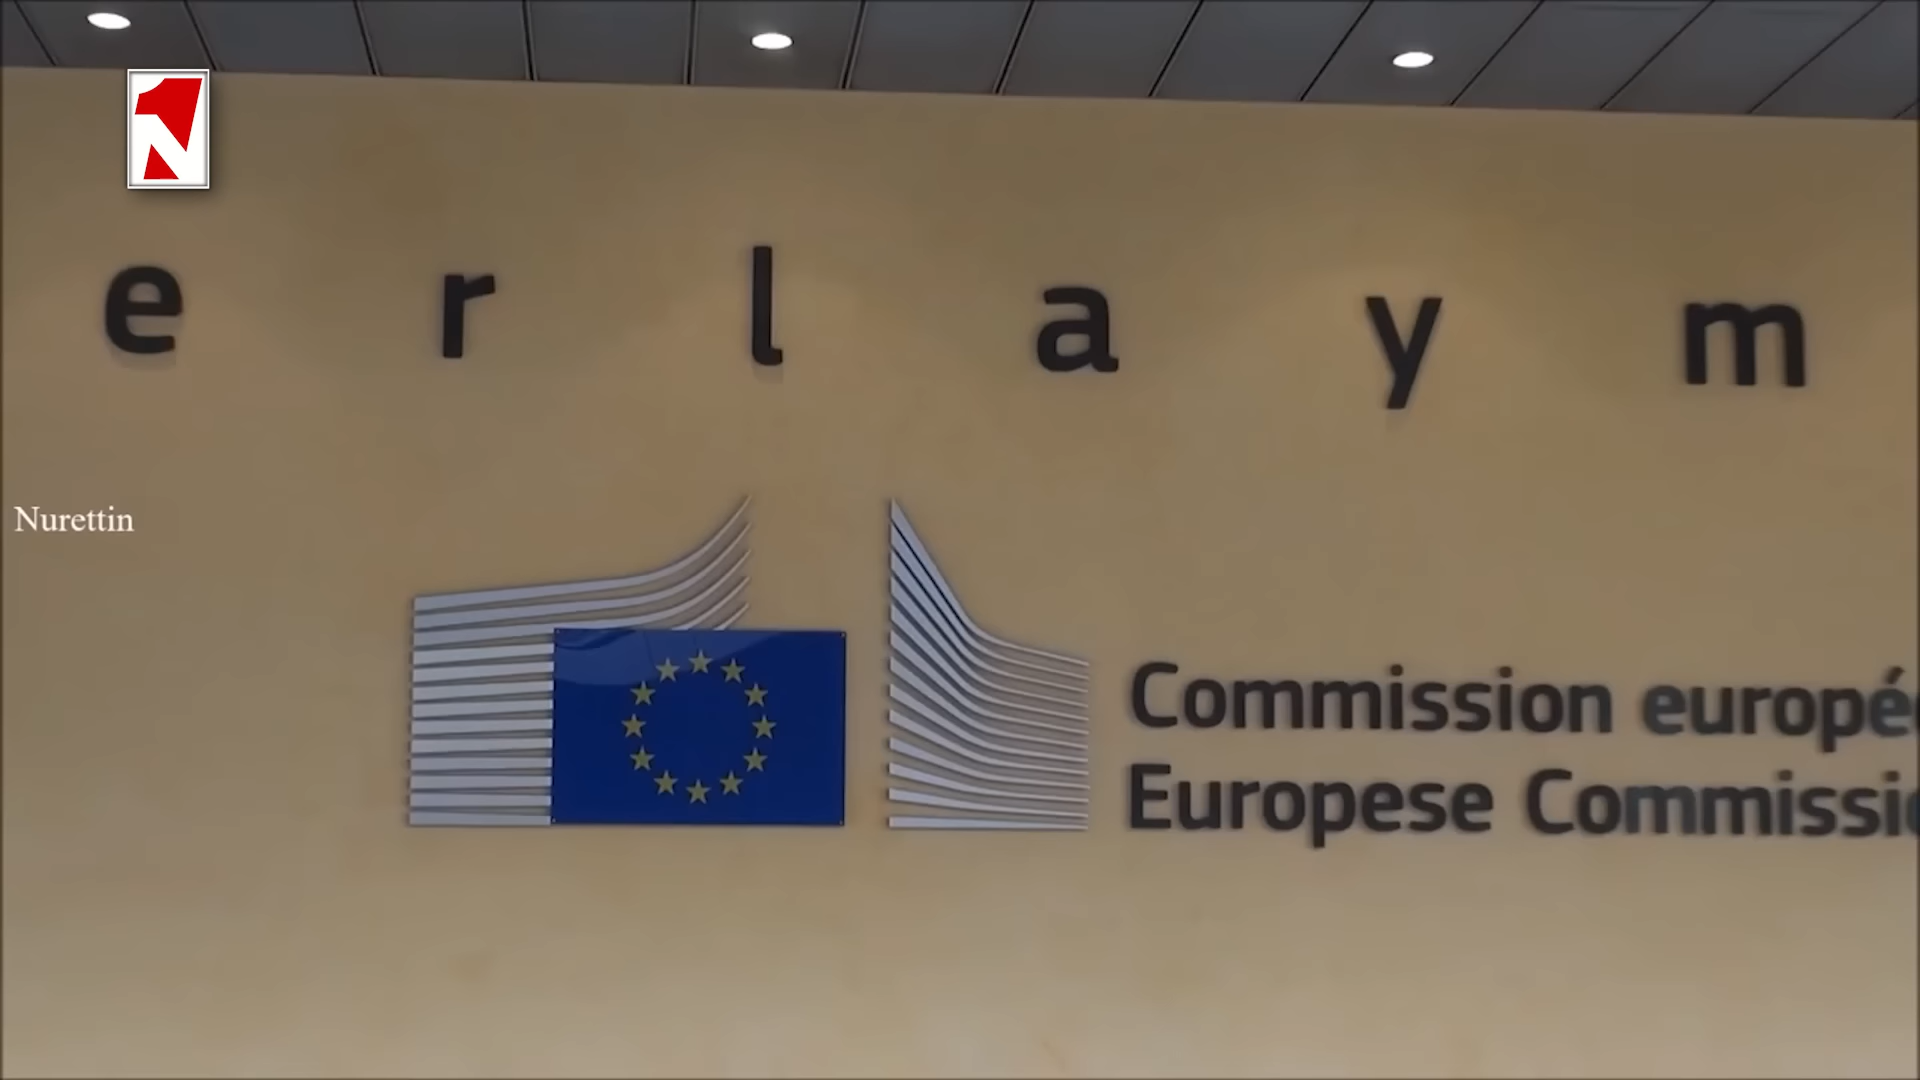 e r l a y m
Nurettin
Commission europé
Europese Commissi